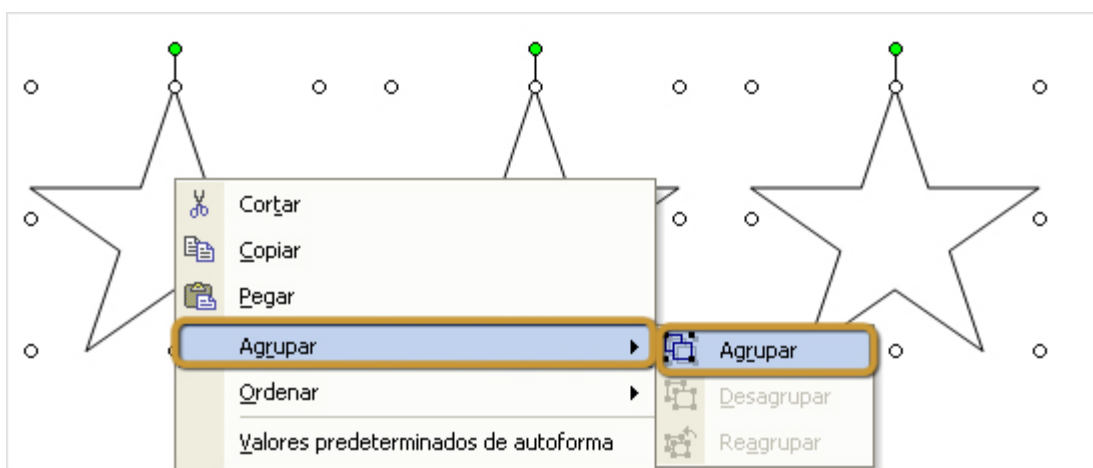 Cortar
Copiar
Pegar
Agrupar
Agrupar
Ordenar
Desagrupar
Valores predeterminados de autoforma
Reagrupar